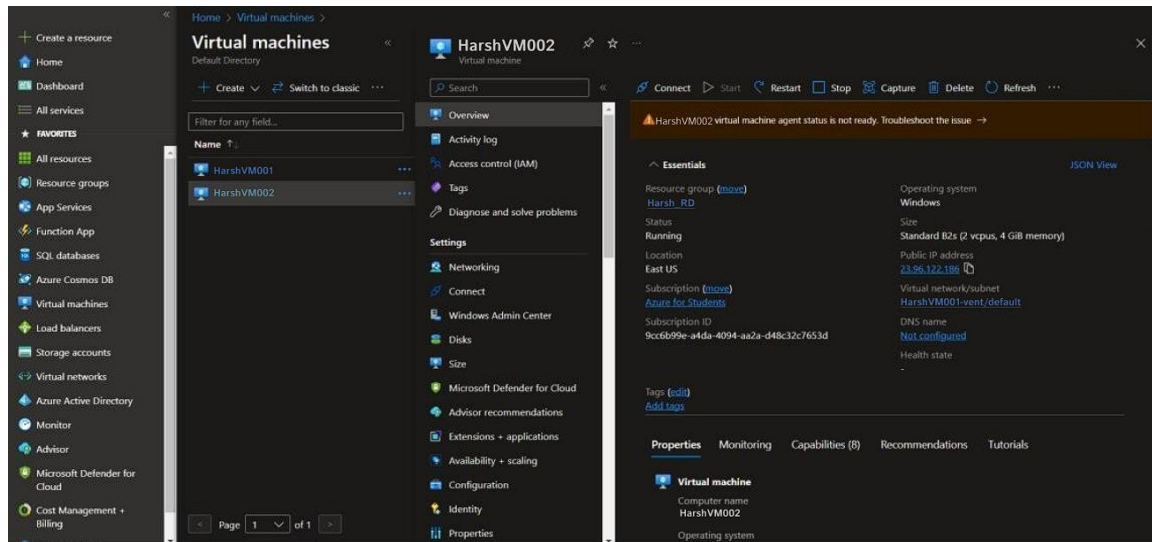 Home > Virtual machines >
+ Create a resource
Home
Dashboard
All services
FAVORITES
All resources
Resource groups
App Services
Function App
SQL databases
Azure Cosmos DB
Virtual machines
Load balancers
Storage accounts
Virtual networks
Azure Active Directory
Monitor
Advisor
Microsoft Defender for
Cloud
Cost Management +
Billing
Virtual machines
Default Directory
+ Create Switch to classic ...
Filter for any field...
Name ↑↓
HarshVM001 ...
HarshVM002 ...
< Page 1 of 1 >
HarshVM002 ...
Virtual machine
Search
Overview
Activity log
Access control (IAM)
Tags
Diagnose and solve problems
Settings
Networking
Connect
Windows Admin Center
Disks
Size
Microsoft Defender for Cloud
Advisor recommendations
Extensions + applications
Availability + scaling
Configuration
Identity
Properties
Connect Start Restart Stop Capture Delete Refresh ...
HarshVM002 virtual machine agent status is not ready. Troubleshoot the issue →
Essentials JSON View
Resource group (move)
Harsh_RD
Status
Running
Location
East US
Subscription (move)
Azure for Students
Subscription ID
9cc6b99e-a4da-4094-aa2a-d48c32c7653d
Operating system
Windows
Size
Standard B2s (2 vcpus, 4 GiB memory)
Public IP address
23.96.122.186
Virtual network/subnet
HarshVM001-vent/default
DNS name
Not configured
Health state
-
Tags (edit)
Add tags
Properties Monitoring Capabilities (8) Recommendations Tutorials
Virtual machine
Computer name
HarshVM002
Operating system